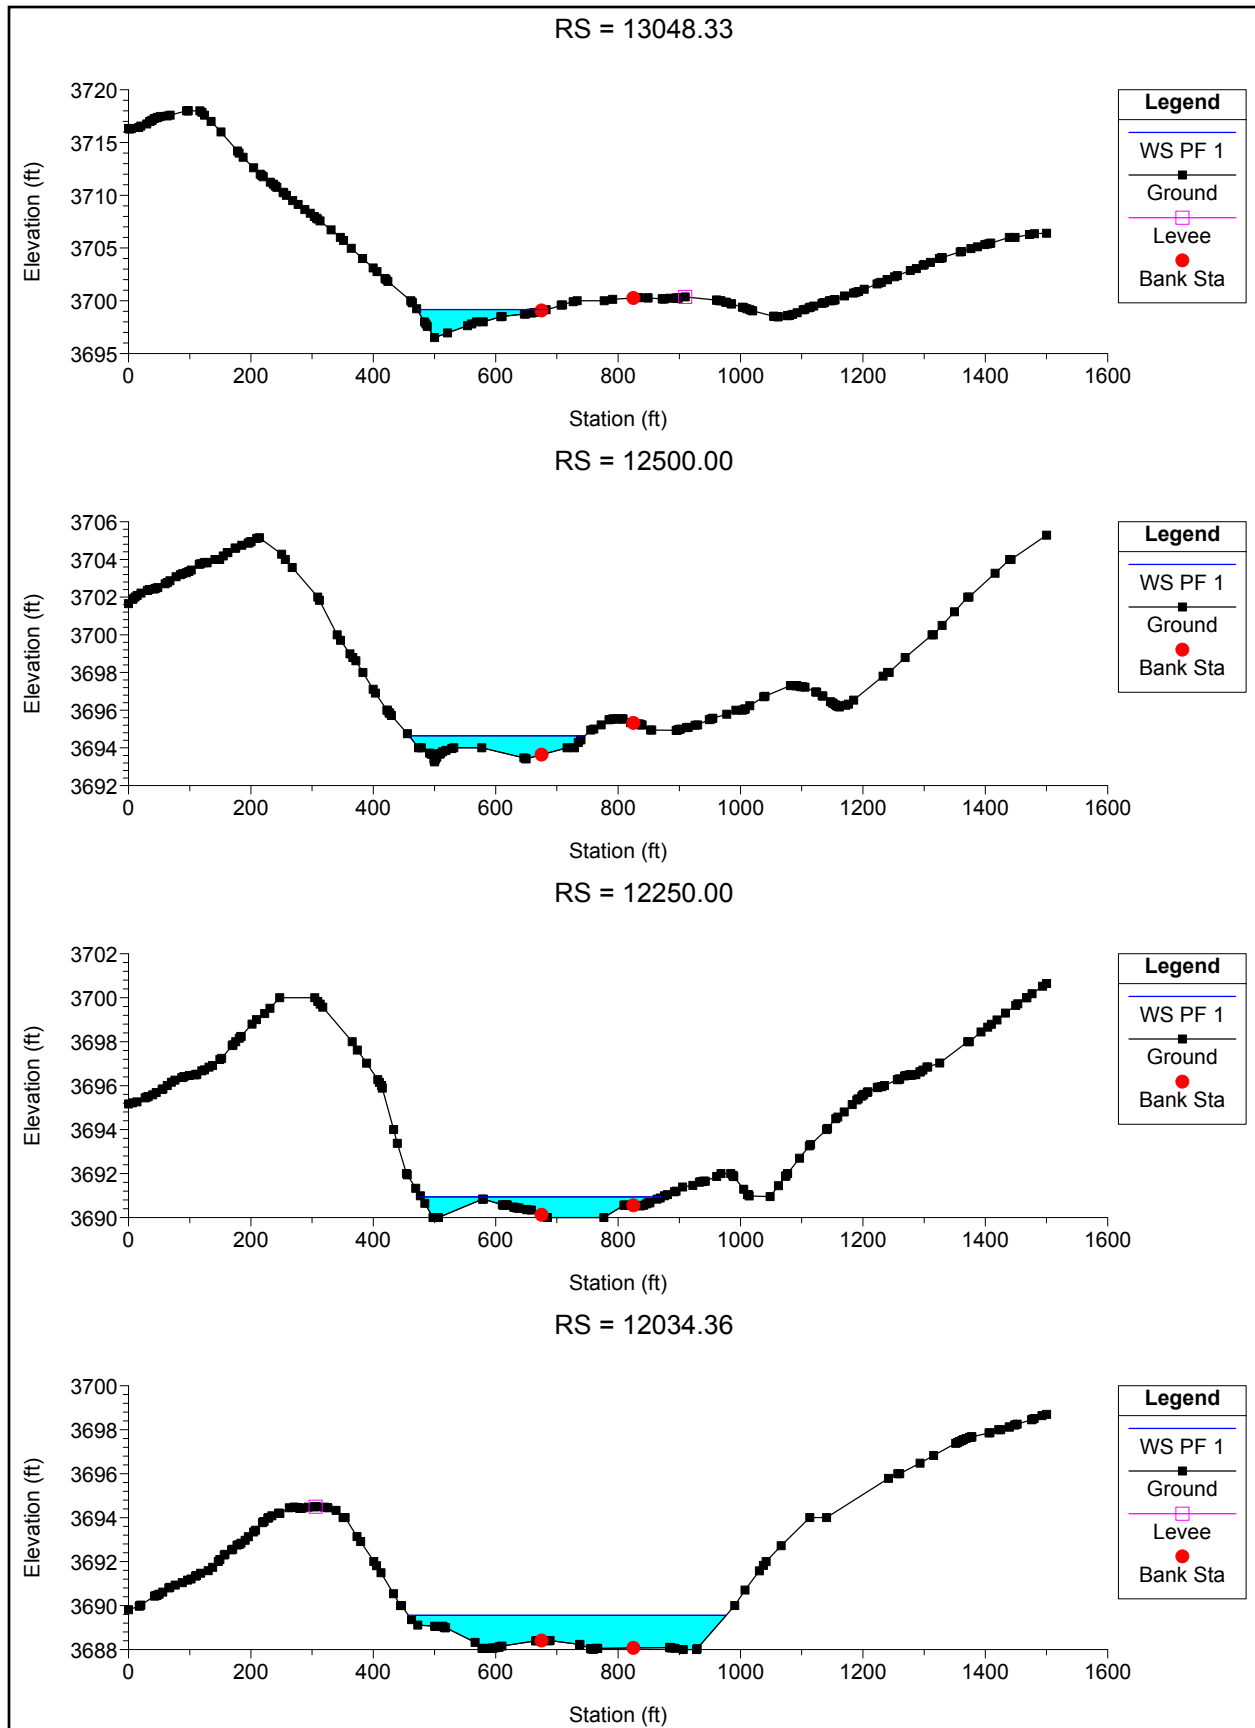 RS = 13048.33
Elevation (ft)
3720
3715
3710
3705
3700
3695
0 200 400 600 800 1000 1200 1400 1600
Station (ft)
Legend
WS PF 1
Ground
Levee
Bank Sta
RS = 12500.00
Elevation (ft)
3706
3704
3702
3700
3698
3696
3694
3692
0 200 400 600 800 1000 1200 1400 1600
Station (ft)
Legend
WS PF 1
Ground
Bank Sta
RS = 12250.00
Elevation (ft)
3702
3700
3698
3696
3694
3692
3690
0 200 400 600 800 1000 1200 1400 1600
Station (ft)
Legend
WS PF 1
Ground
Bank Sta
RS = 12034.36
Elevation (ft)
3700
3698
3696
3694
3692
3690
3688
0 200 400 600 800 1000 1200 1400 1600
Station (ft)
Legend
WS PF 1
Ground
Levee
Bank Sta